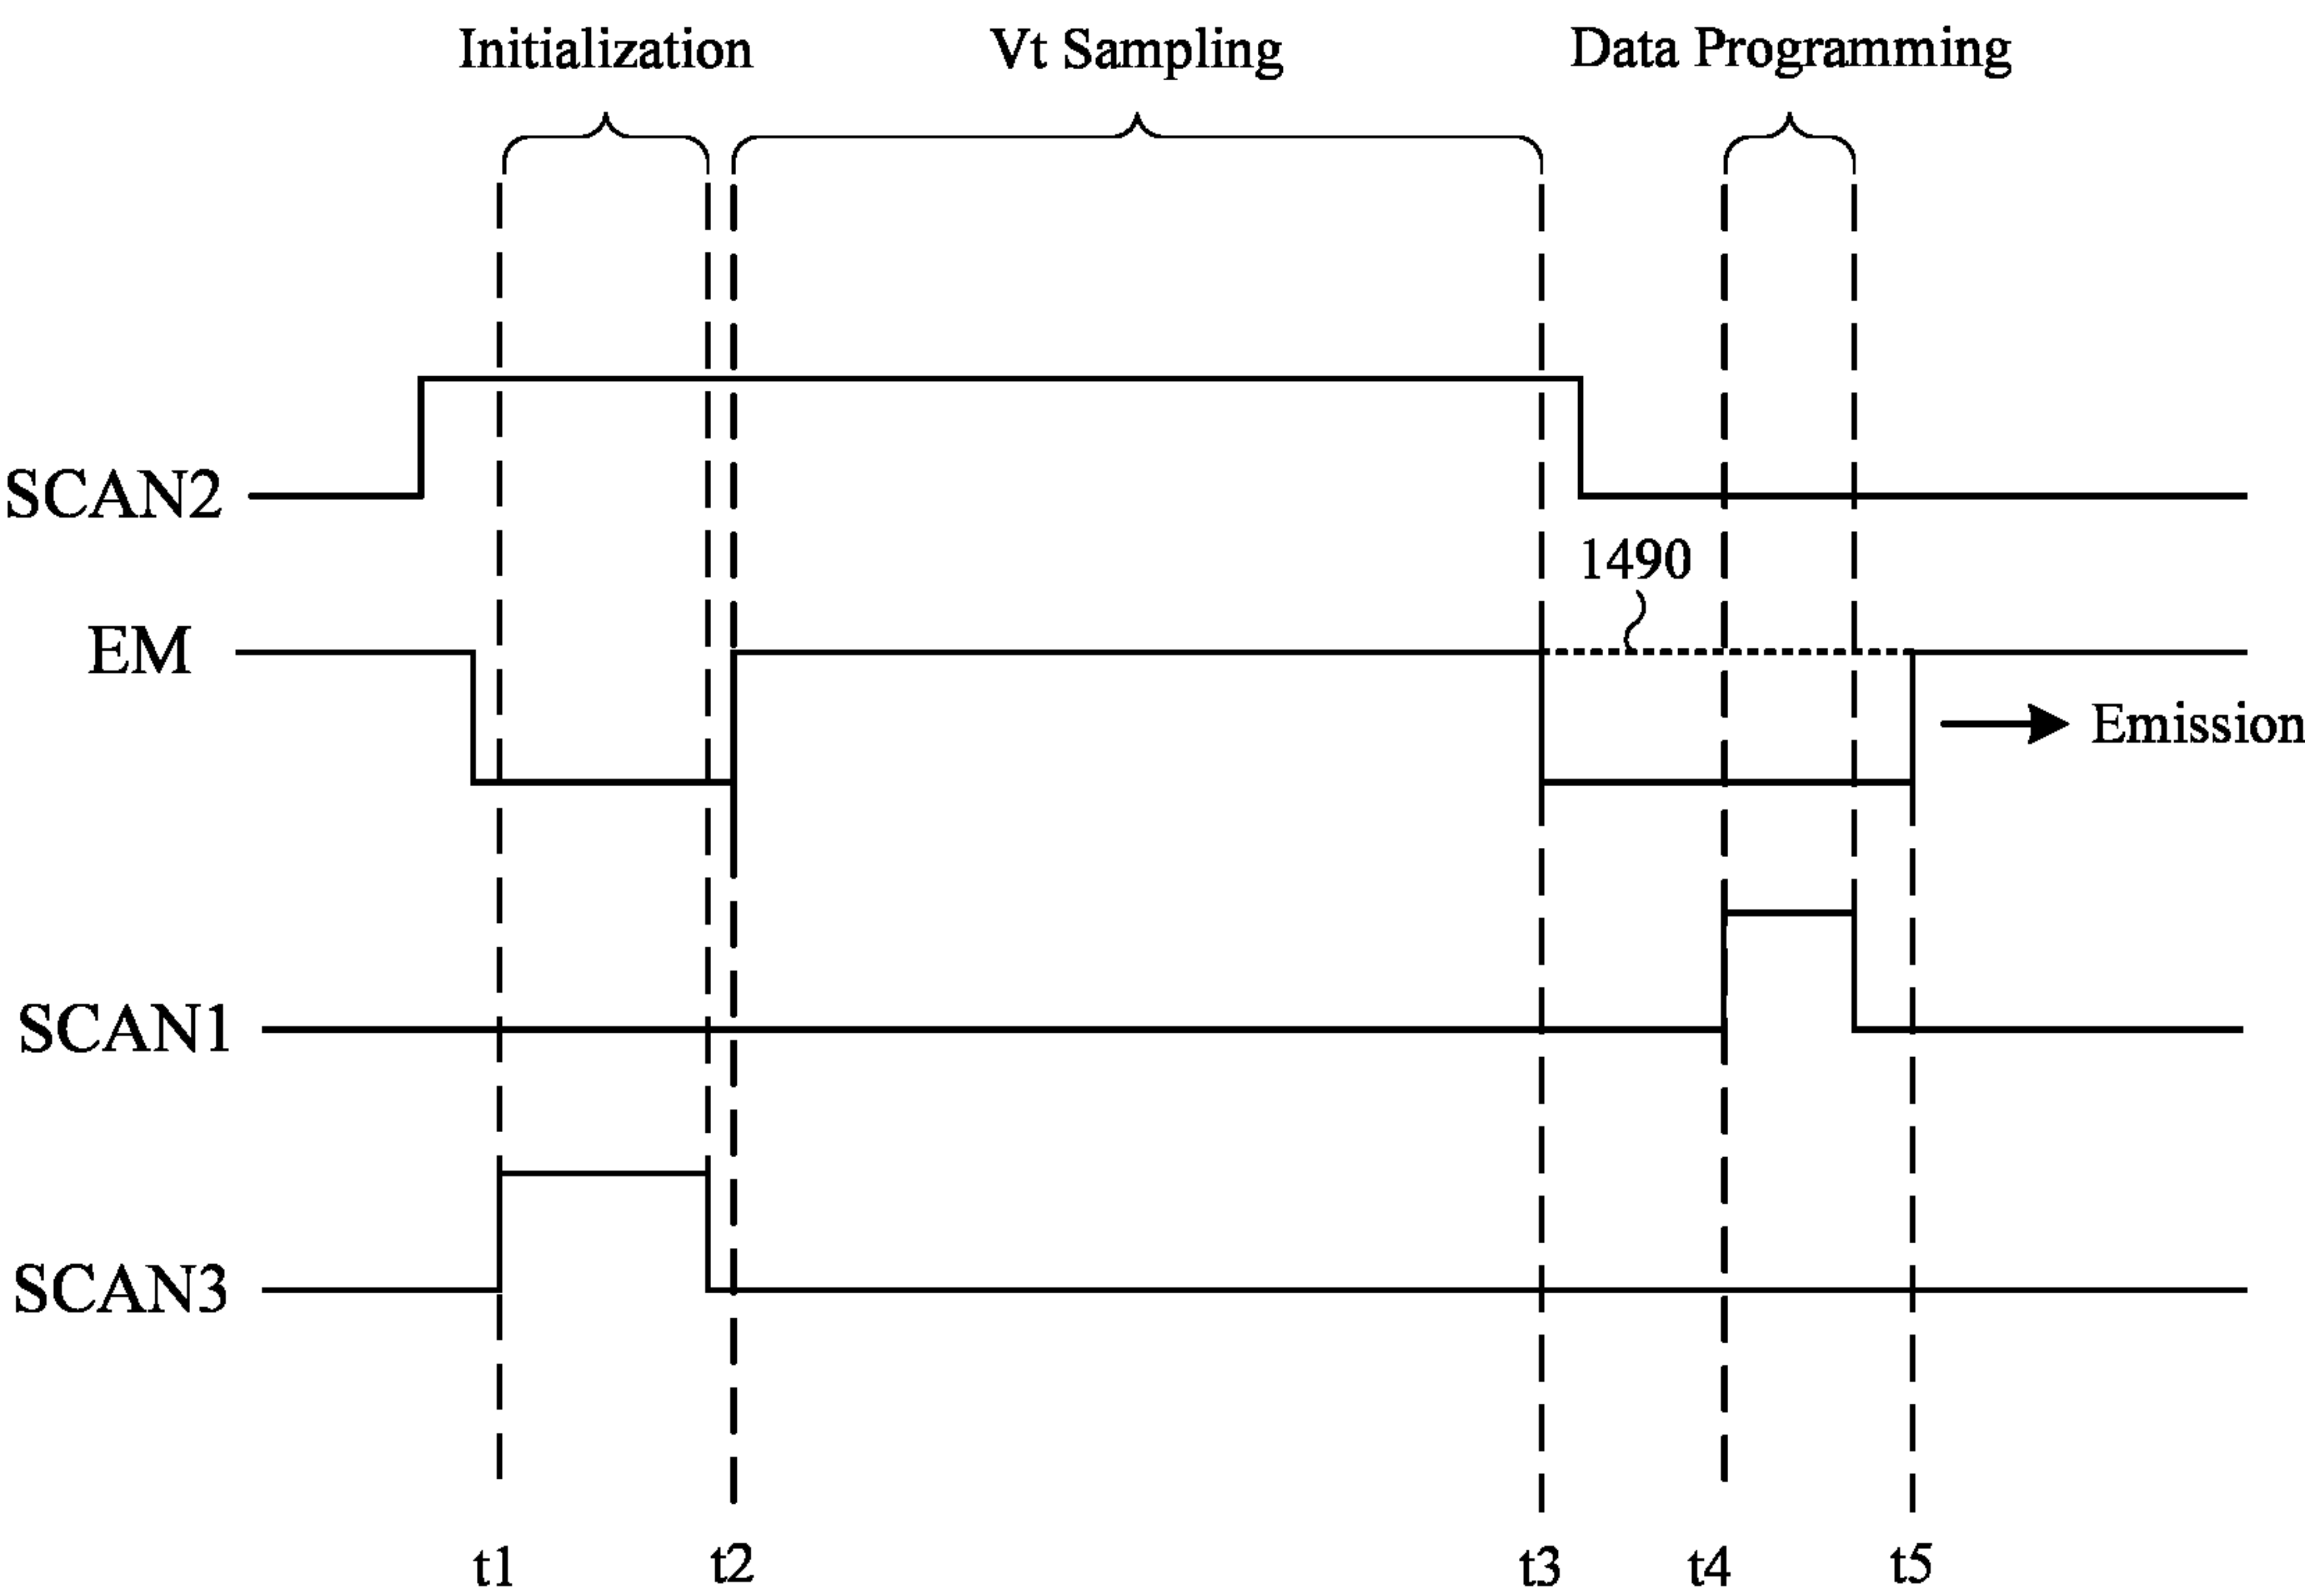 Initialization
Vt Sampling
Data Programming
SCAN2
1490
EM
Emission
SCAN1
SCAN3
t1
t2
t3
t4
t5